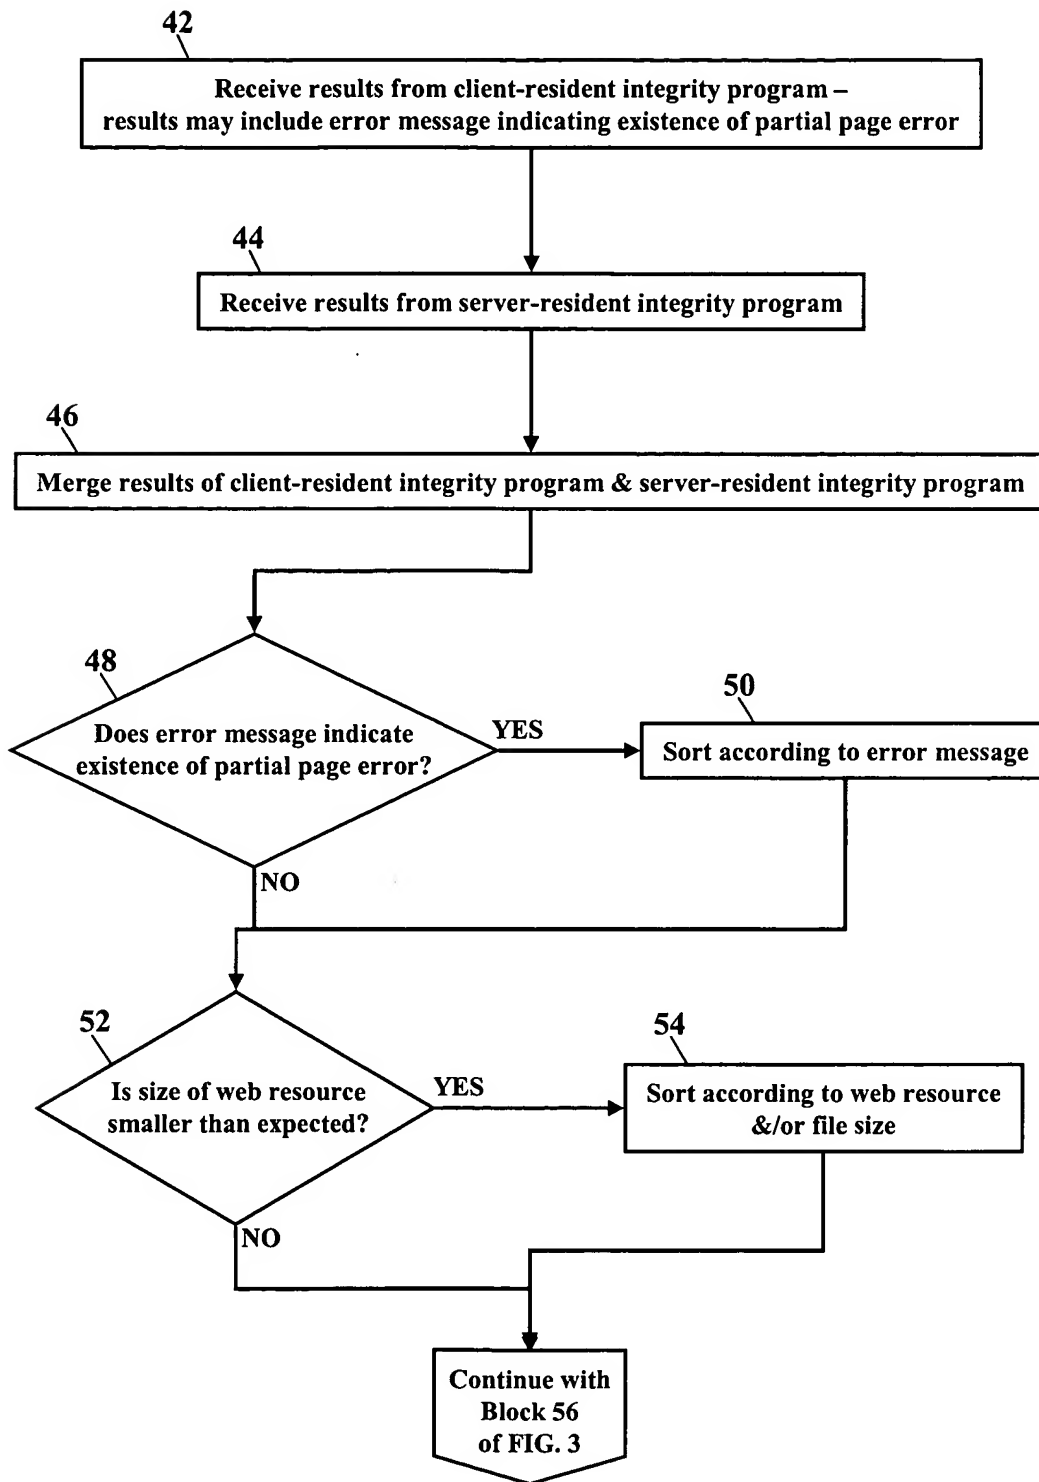 42
Receive results from client-resident integrity program –
results may include error message indicating existence of partial page error
44
Receive results from server-resident integrity program
46
Merge results of client-resident integrity program & server-resident integrity program
48
Does error message indicate
existence of partial page error?
YES
50
Sort according to error message
NO
52
Is size of web resource
smaller than expected?
YES
54
Sort according to web resource
&/or file size
NO
Continue with
Block 56
of FIG. 3